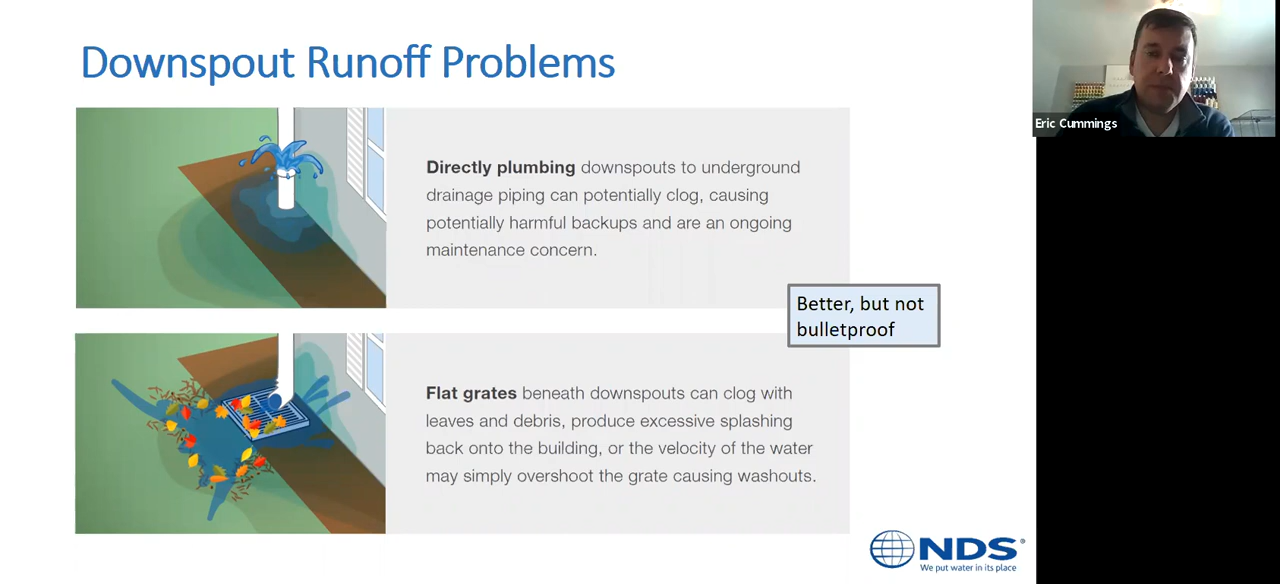 Downspout Runoff Problems
Directly plumbing downspouts to underground
drainage piping can potentially clog, causing
potentially harmful backups and are an ongoing
maintenance concern.
Better, but not
bulletproof
Flat grates beneath downspouts can clog with
leaves and debris, produce excessive splashing
back onto the building, or the velocity of the water
may simply overshoot the grate causing washouts.
NDS®
We put water in its place
Eric Cummings